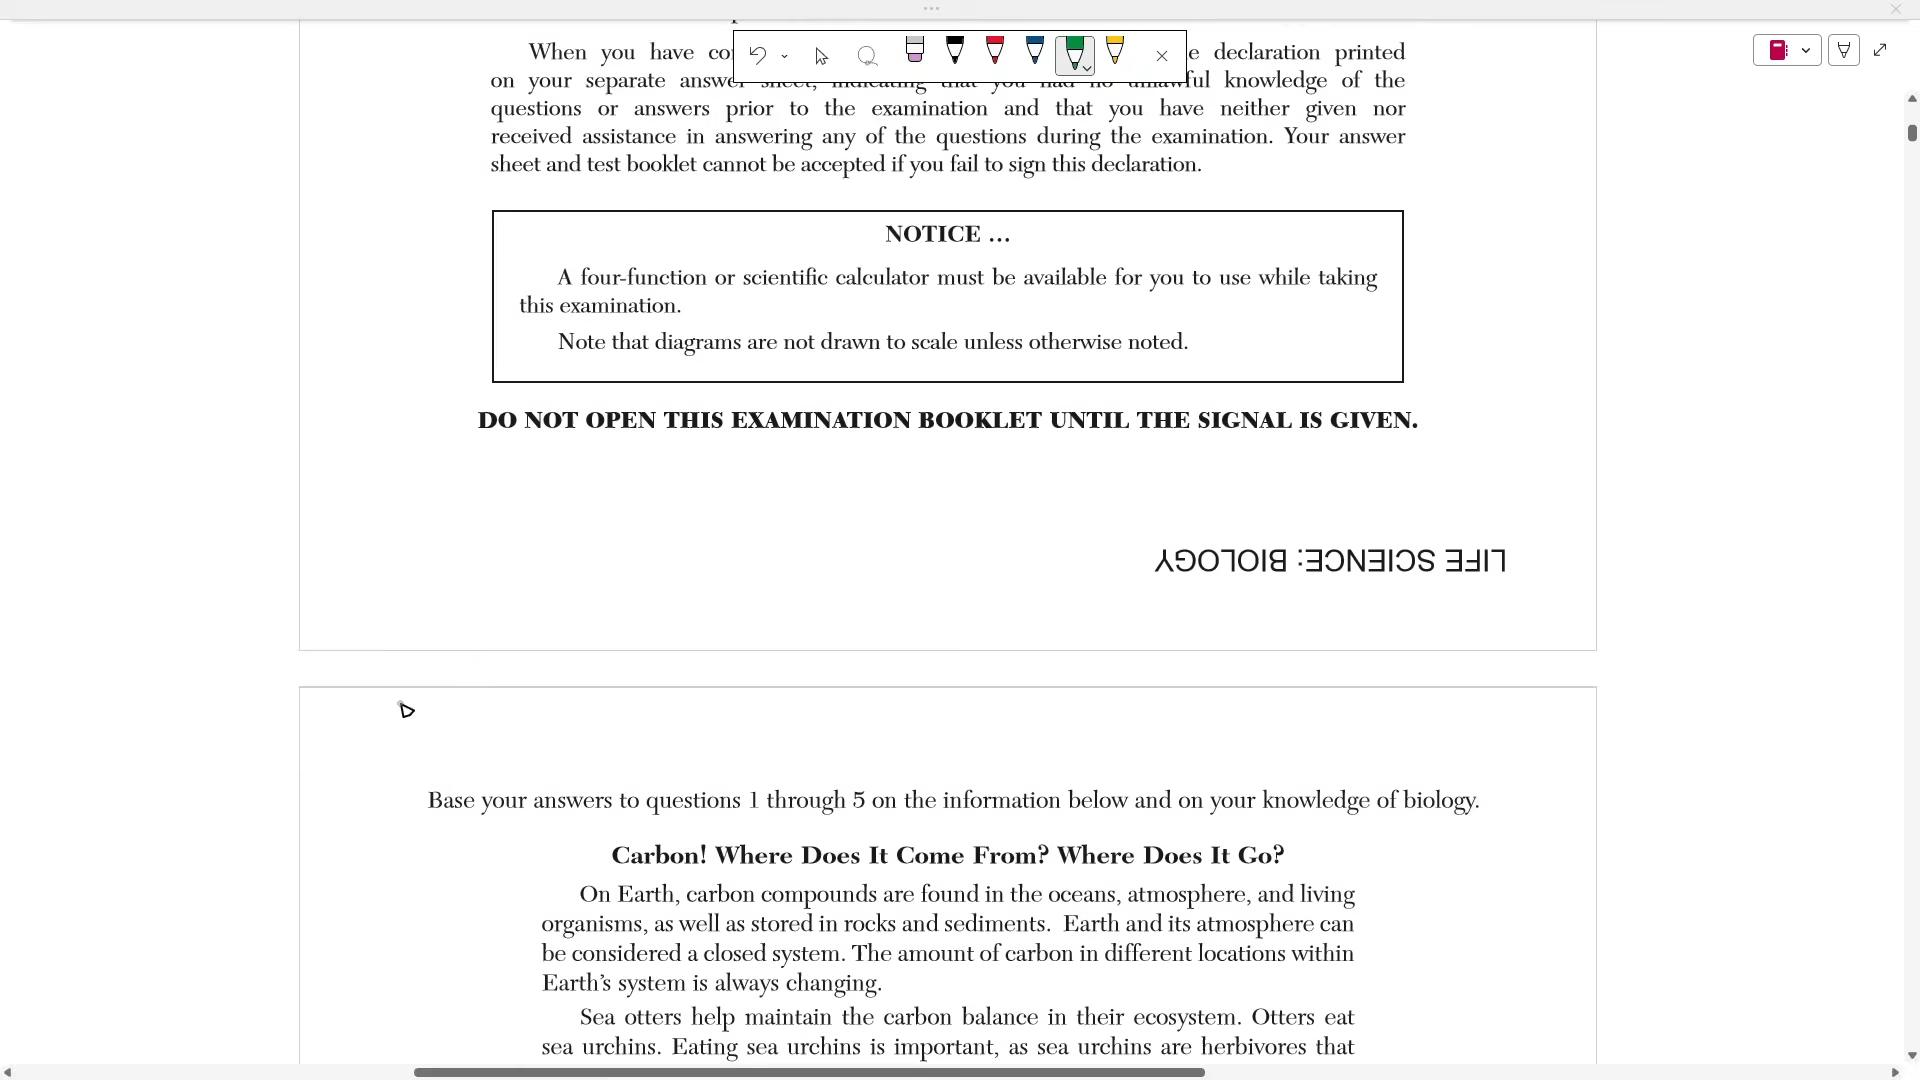 When you have co e declaration printed
on your separate answer sheet, indicating that you had no unlawful knowledge of the
questions or answers prior to the examination and that you have neither given nor
received assistance in answering any of the questions during the examination. Your answer
sheet and test booklet cannot be accepted if you fail to sign this declaration.
NOTICE …
A four-function or scientific calculator must be available for you to use while taking
this examination.
Note that diagrams are not drawn to scale unless otherwise noted.
DO NOT OPEN THIS EXAMINATION BOOKLET UNTIL THE SIGNAL IS GIVEN.
LIFE SCIENCE: BIOLOGY
Base your answers to questions 1 through 5 on the information below and on your knowledge of biology.
Carbon! Where Does It Come From? Where Does It Go?
On Earth, carbon compounds are found in the oceans, atmosphere, and living
organisms, as well as stored in rocks and sediments. Earth and its atmosphere can
be considered a closed system. The amount of carbon in different locations within
Earth’s system is always changing.
Sea otters help maintain the carbon balance in their ecosystem. Otters eat
sea urchins. Eating sea urchins is important, as sea urchins are herbivores that